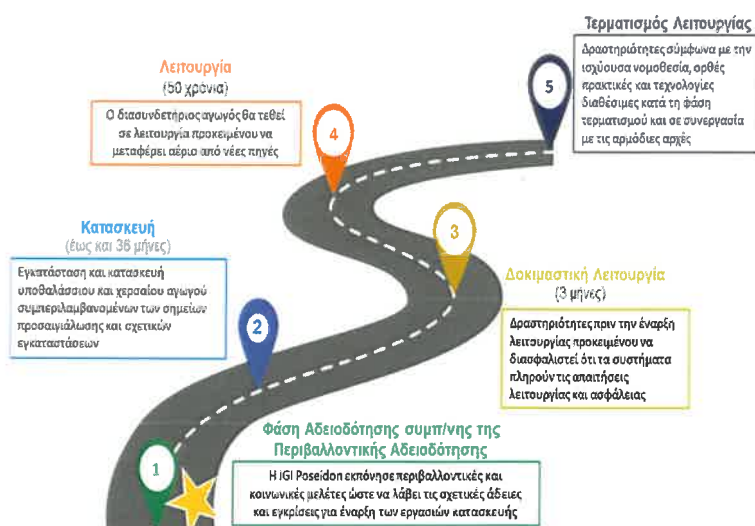 Τερματισμός Λειτουργίας
Δραστηριότητες σύμφωνα με την
ισχύουσα νομοθεσία, ορθές
πρακτικές και τεχνολογίες
διαθέσιμες κατά τη φάση
τερματισμού και σε συνεργασία
με τις αρμόδιες αρχές
5
Λειτουργία
(50 χρόνια)
Ο διασυνδετήριος αγωγός θα τεθεί
σε λειτουργία προκειμένου να
μεταφέρει αέριο από νέες πηγές
4
Κατασκευή
(έως και 36 μήνες)
Εγκατάσταση και κατασκευή
υποθαλάσσιου και χερσαίου αγωγού
συμπεριλαμβανομένων των σημείων
προσαιγιάλωσης και σχετικών
εγκαταστάσεων
2
3
Δοκιμαστική Λειτουργία
(3 μήνες)
Δραστηριότητες πριν την έναρξη
λειτουργίας προκειμένου να
διασφαλιστεί ότι τα συστήματα
πληρούν τις απαιτήσεις
λειτουργίας και ασφάλειας
1
Φάση Αδειοδότησης συμπ/νης της
Περιβαλλοντικής Αδειοδότησης
Η IGI Poseidon εκπόνησε περιβαλλοντικές και
κοινωνικές μελέτες ώστε να λάβει τις σχετικές άδειες
και εγκρίσεις για έναρξη των εργασιών κατασκευής